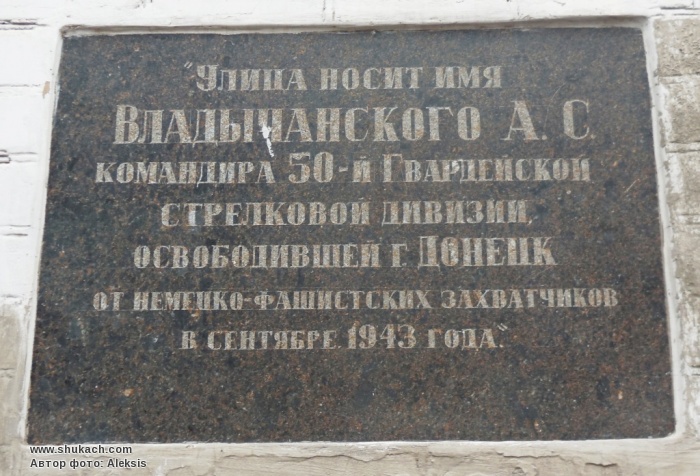 "Улица носит имя
Владычанского А. С
командира 50-й Гвардейской
стрелковой дивизии,
освободившей г. Донецк
от немецко-фашистских захватчиков
в сентябре 1943 года."
www.shukach.com
Автор фото: Aleksis